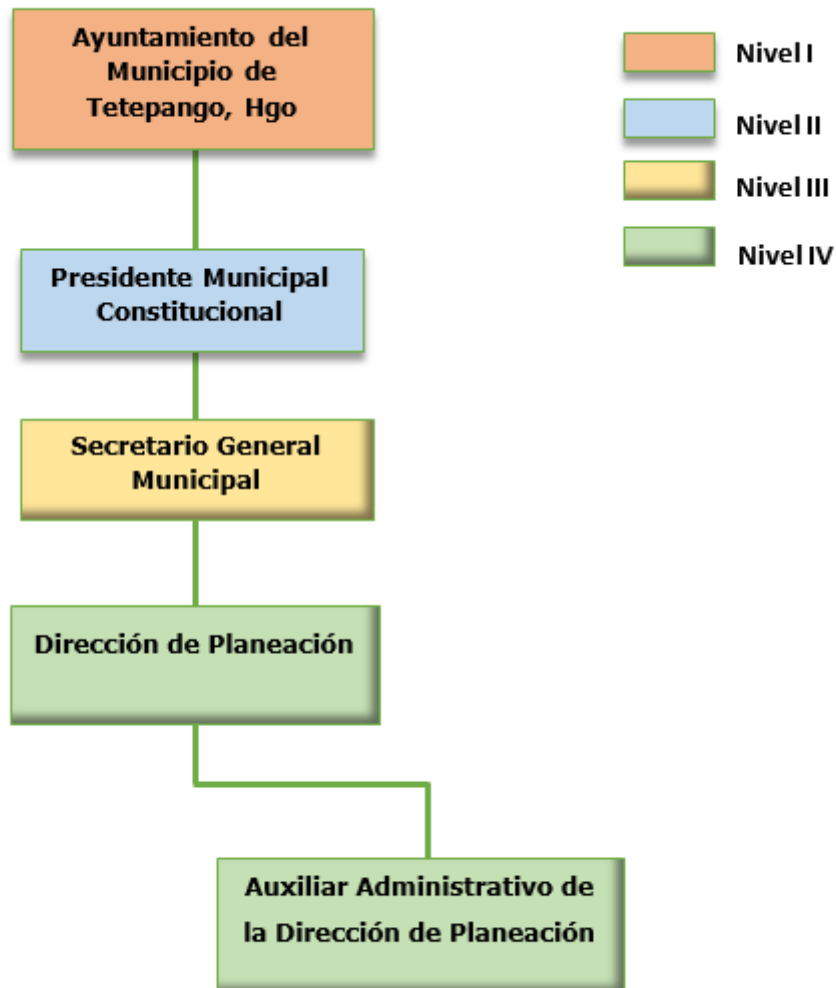 Ayuntamiento del
Municipio de
Tetepango, Hgo
Presidente Municipal
Constitucional
Secretario General
Municipal
Dirección de Planeación
Auxiliar Administrativo de
la Dirección de Planeación
Nivel I
Nivel II
Nivel III
Nivel IV